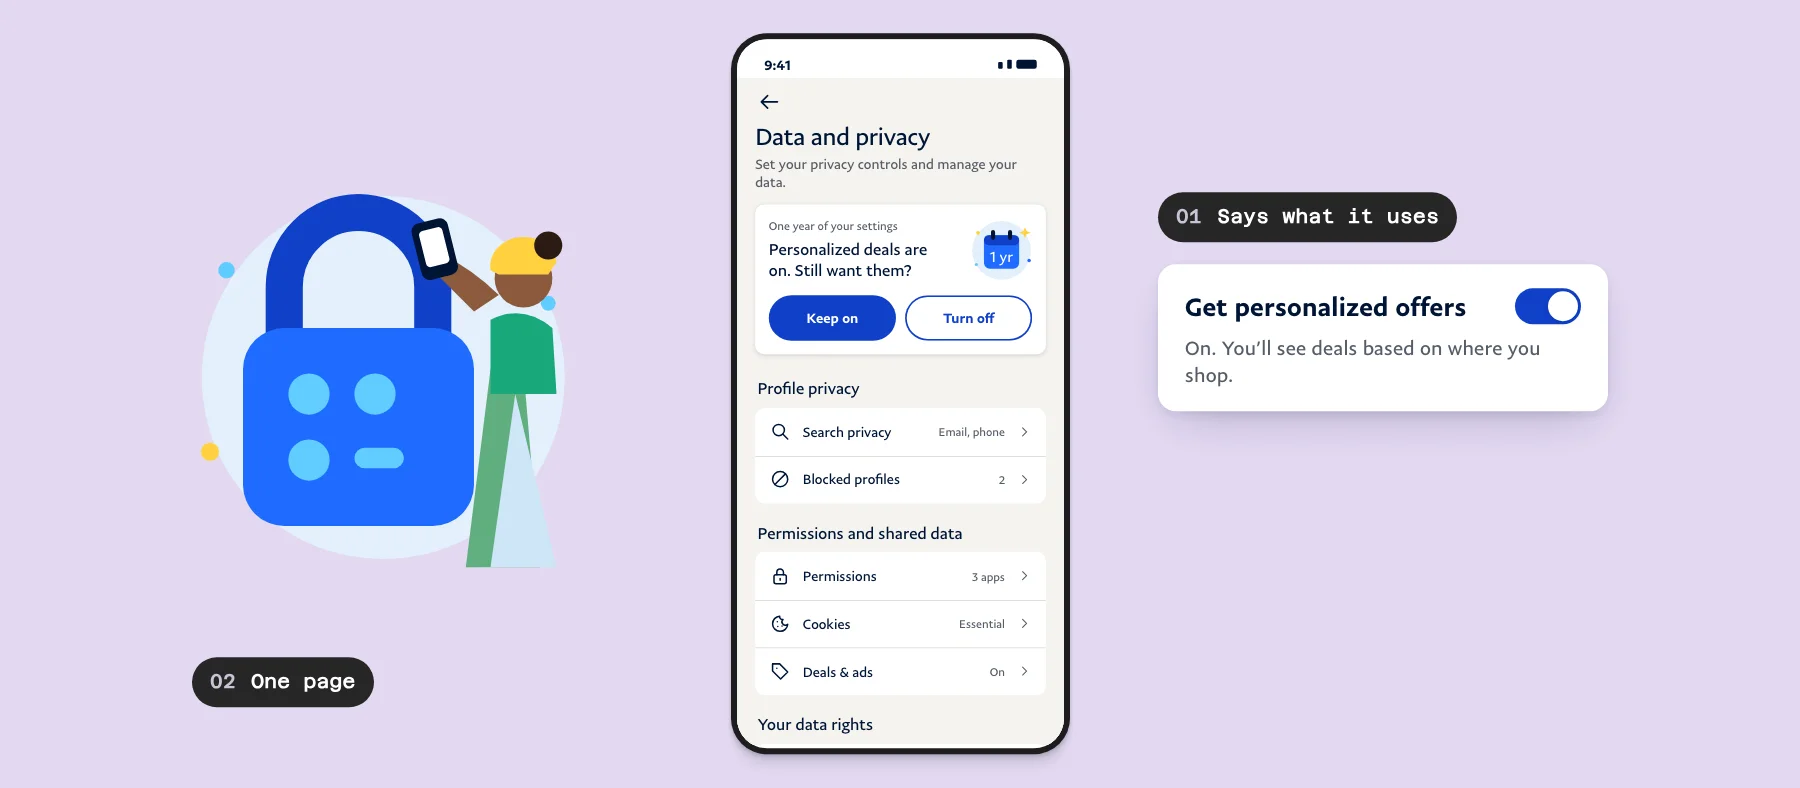 9:41
Data and privacy
Set your privacy controls and manage your
data.
One year of your settings
Personalized deals are
on. Still want them?
1 yr
Keep on
Turn off
Profile privacy
Search privacy Email, phone
Blocked profiles 2
Permissions and shared data
Permissions 3 apps
Cookies Essential
Deals & ads On
Your data rights
01 Says what it uses
Get personalized offers
On. You’ll see deals based on where you
shop.
02 One page